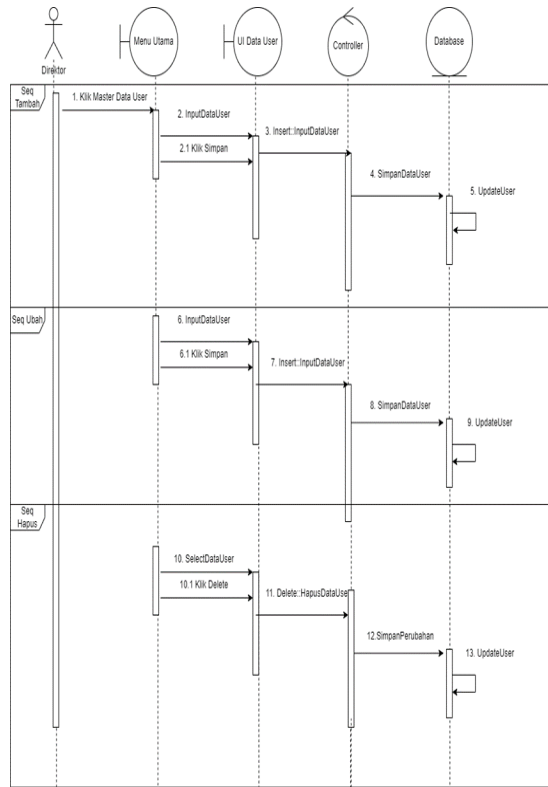 Direktor
Menu Utama
UI Data User
Controller
Database
Seq
Tambah
1. Klik Master Data User
2. InputDataUser
2.1 Klik Simpan
3. Insert::InputDataUser
4. SimpanDataUser
5. UpdateUser
Seq Ubah
6. InputDataUser
6.1 Klik Simpan
7. Insert::InputDataUser
8. SimpanDataUser
9. UpdateUser
Seq
Hapus
10. SelectDataUser
10.1 Klik Delete
11. Delete::HapusDataUse
12.SimpanPerubahan
13. UpdateUser